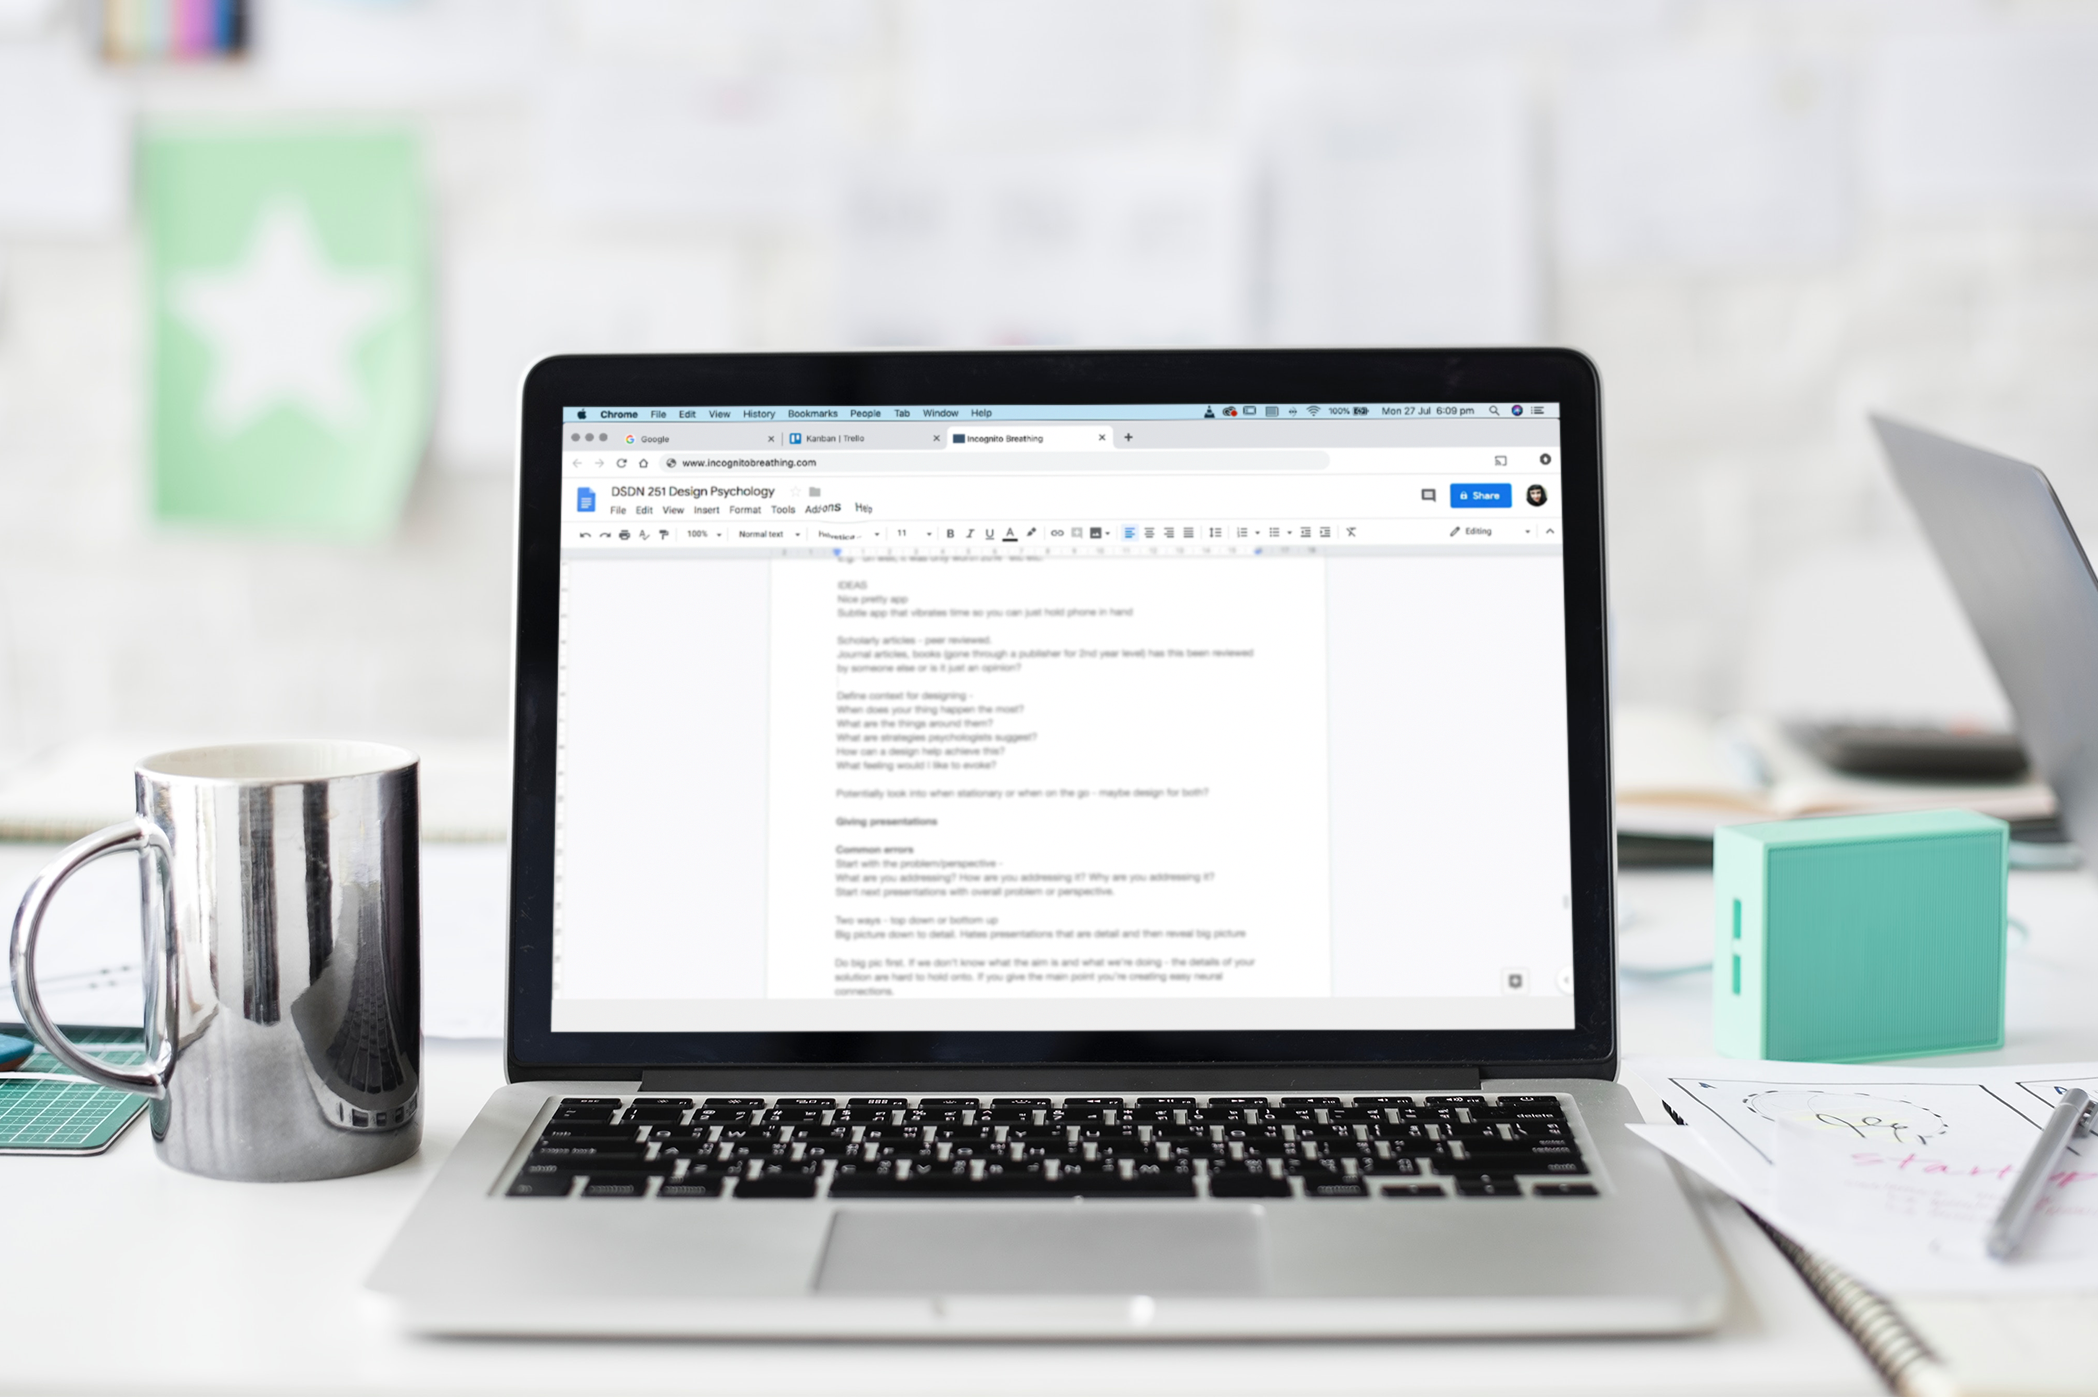 Chrome File Edit View History Bookmarks People Tab Window Help 100% Mon 27 Jul 6:09 pm
Google Kanban | Trello Incognito Breathing
www.incognitobreathing.com
DSDN 251 Design Psychology
Share
File Edit View Insert Format Tools Add-ons Help
100% Normal text 11 B I U A Editing
IDEAS
Nice pretty app
Subtle app that vibrates time so you can just hold phone in hand
Scholarly articles - peer reviewed.
Journal articles, books (gone through a publisher for 2nd year level) has this been reviewed
by someone else or is it just an opinion?
Define context for designing -
When does your thing happen the most?
What are the things around them?
What are strategies psychologists suggest?
How can a design help achieve this?
What feeling would I like to evoke?
Potentially look into when stationary or when on the go - maybe design for both?
Giving presentations
Common errors
Start with the problem/perspective -
What are you addressing? How are you addressing it? Why are you addressing it?
Start next presentations with overall problem or perspective.
Two ways - top down or bottom up
Big picture down to detail. Hates presentations that are detail and then reveal big picture
Do big pic first. If we don't know what the aim is and what we're doing - the details of your
solution are hard to hold onto. If you give the main point you're creating easy neural
connections.
delete
startup